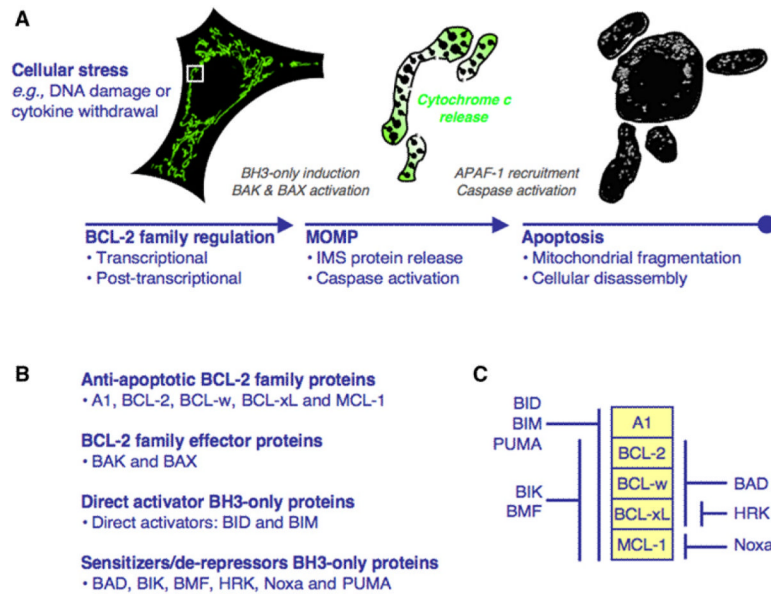 A
Cellular stress
e.g., DNA damage or
cytokine withdrawal
Cytochrome c
release
BH3-only induction
BAK & BAX activation
APAF-1 recruitment
Caspase activation
BCL-2 family regulation
• Transcriptional
• Post-transcriptional
MOMP
• IMS protein release
• Caspase activation
Apoptosis
• Mitochondrial fragmentation
• Cellular disassembly
B
Anti-apoptotic BCL-2 family proteins
• A1, BCL-2, BCL-w, BCL-xL and MCL-1
BCL-2 family effector proteins
• BAK and BAX
Direct activator BH3-only proteins
• Direct activators: BID and BIM
Sensitizers/de-repressors BH3-only proteins
• BAD, BIK, BMF, HRK, Noxa and PUMA
C
BID
BIM
PUMA
BIK
BMF
A1
BCL-2
BCL-w
BCL-xL
MCL-1
BAD
HRK
Noxa